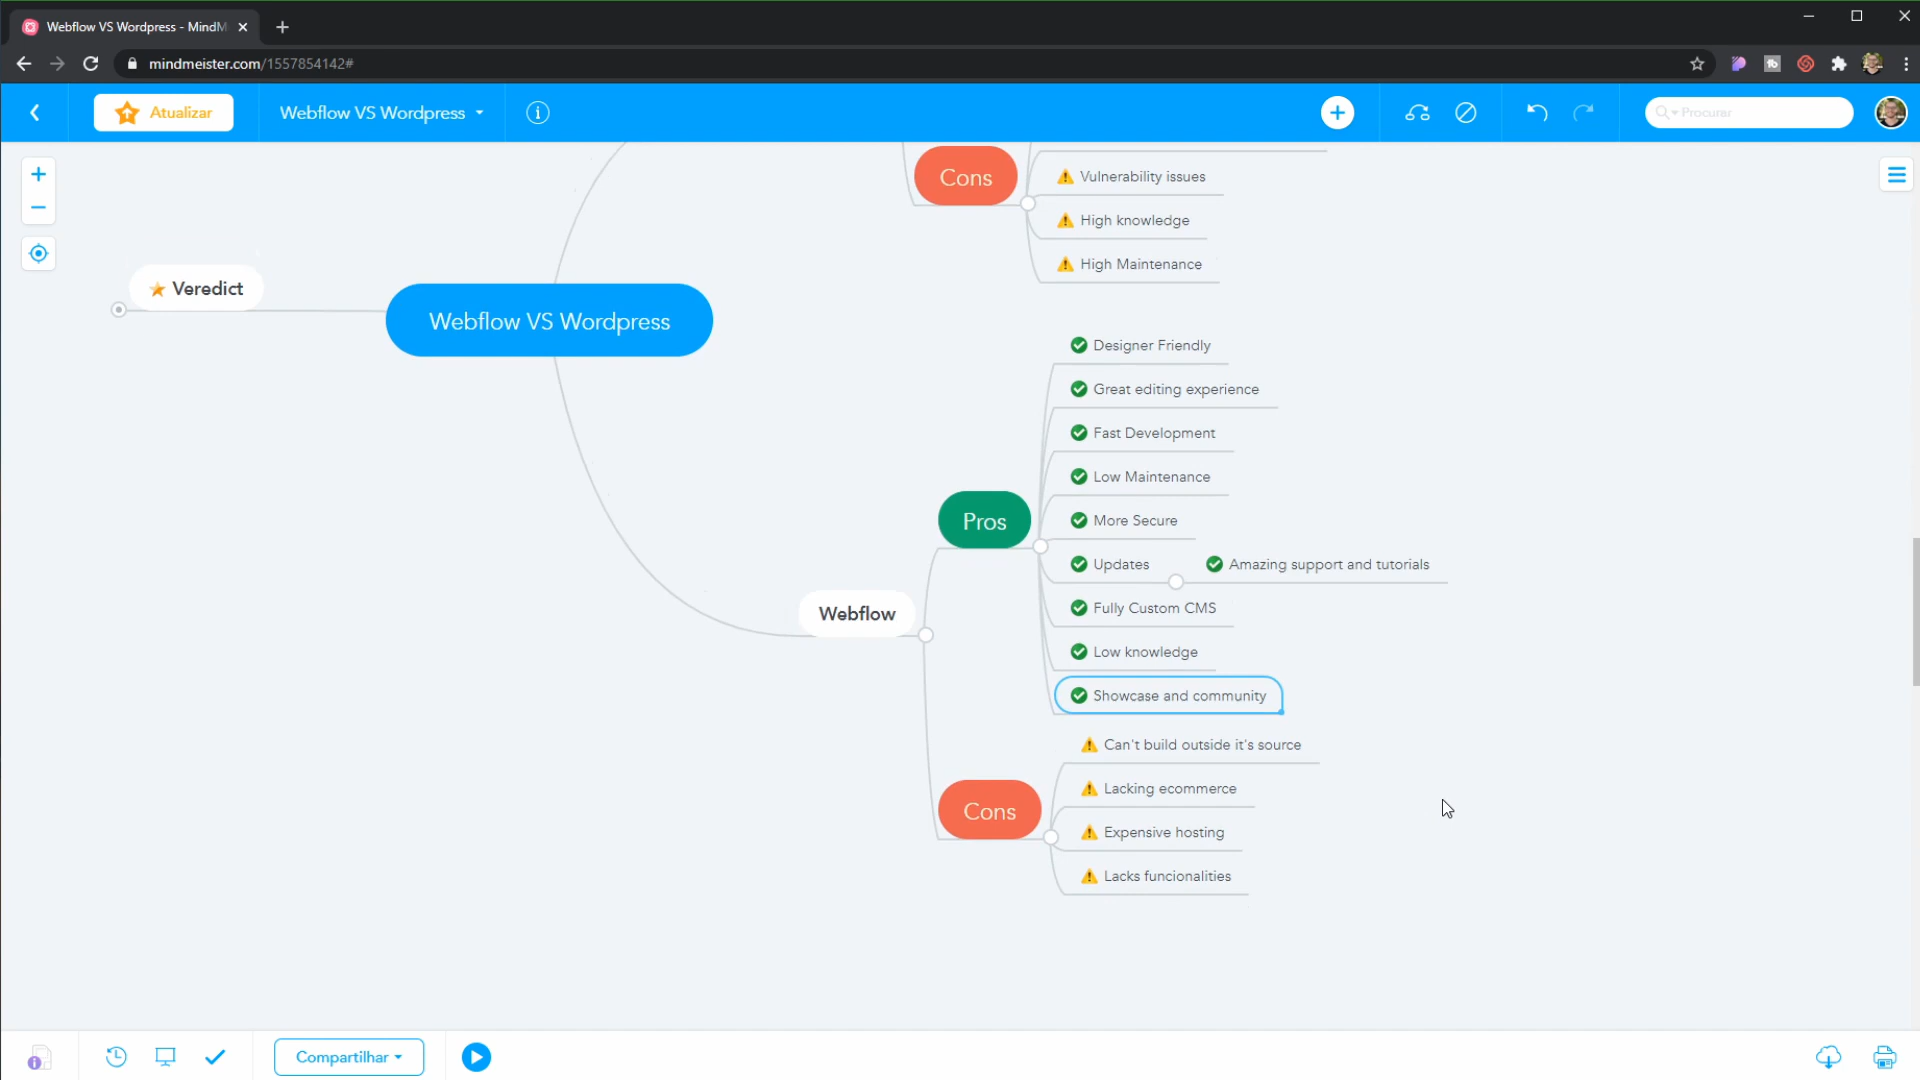 Webflow VS Wordpress - MindM
mindmeister.com/1557854142#
Atualizar
Webflow VS Wordpress
Procurar
Cons
Vulnerability issues
High knowledge
High Maintenance
Veredict
Webflow VS Wordpress
Designer Friendly
Great editing experience
Fast Development
Low Maintenance
Pros
More Secure
Updates
Amazing support and tutorials
Fully Custom CMS
Webflow
Low knowledge
Showcase and community
Can't build outside it's source
Lacking ecommerce
Cons
Expensive hosting
Lacks funcionalities
Compartilhar